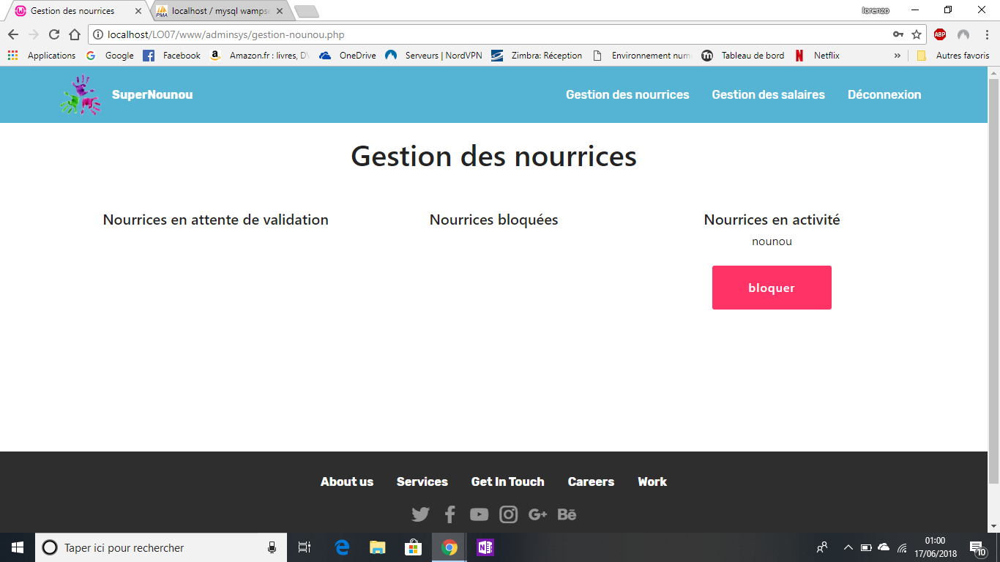 Gestion des nourrices
localhost / mysql wampse
lorenzo
localhost/LO07/www/adminsys/gestion-nounou.php
ABP
Applications Google Facebook Amazon.fr : livres, DV OneDrive Serveurs | NordVPN Zimbra: Réception Environnement num Tableau de bord Netflix » Autres favoris
SuperNounou
Gestion des nourrices Gestion des salaires Déconnexion
Gestion des nourrices
Nourrices en attente de validation
Nourrices bloquées
Nourrices en activité
nounou
bloquer
About us Services Get In Touch Careers Work
Taper ici pour rechercher
01:00
17/06/2018
10